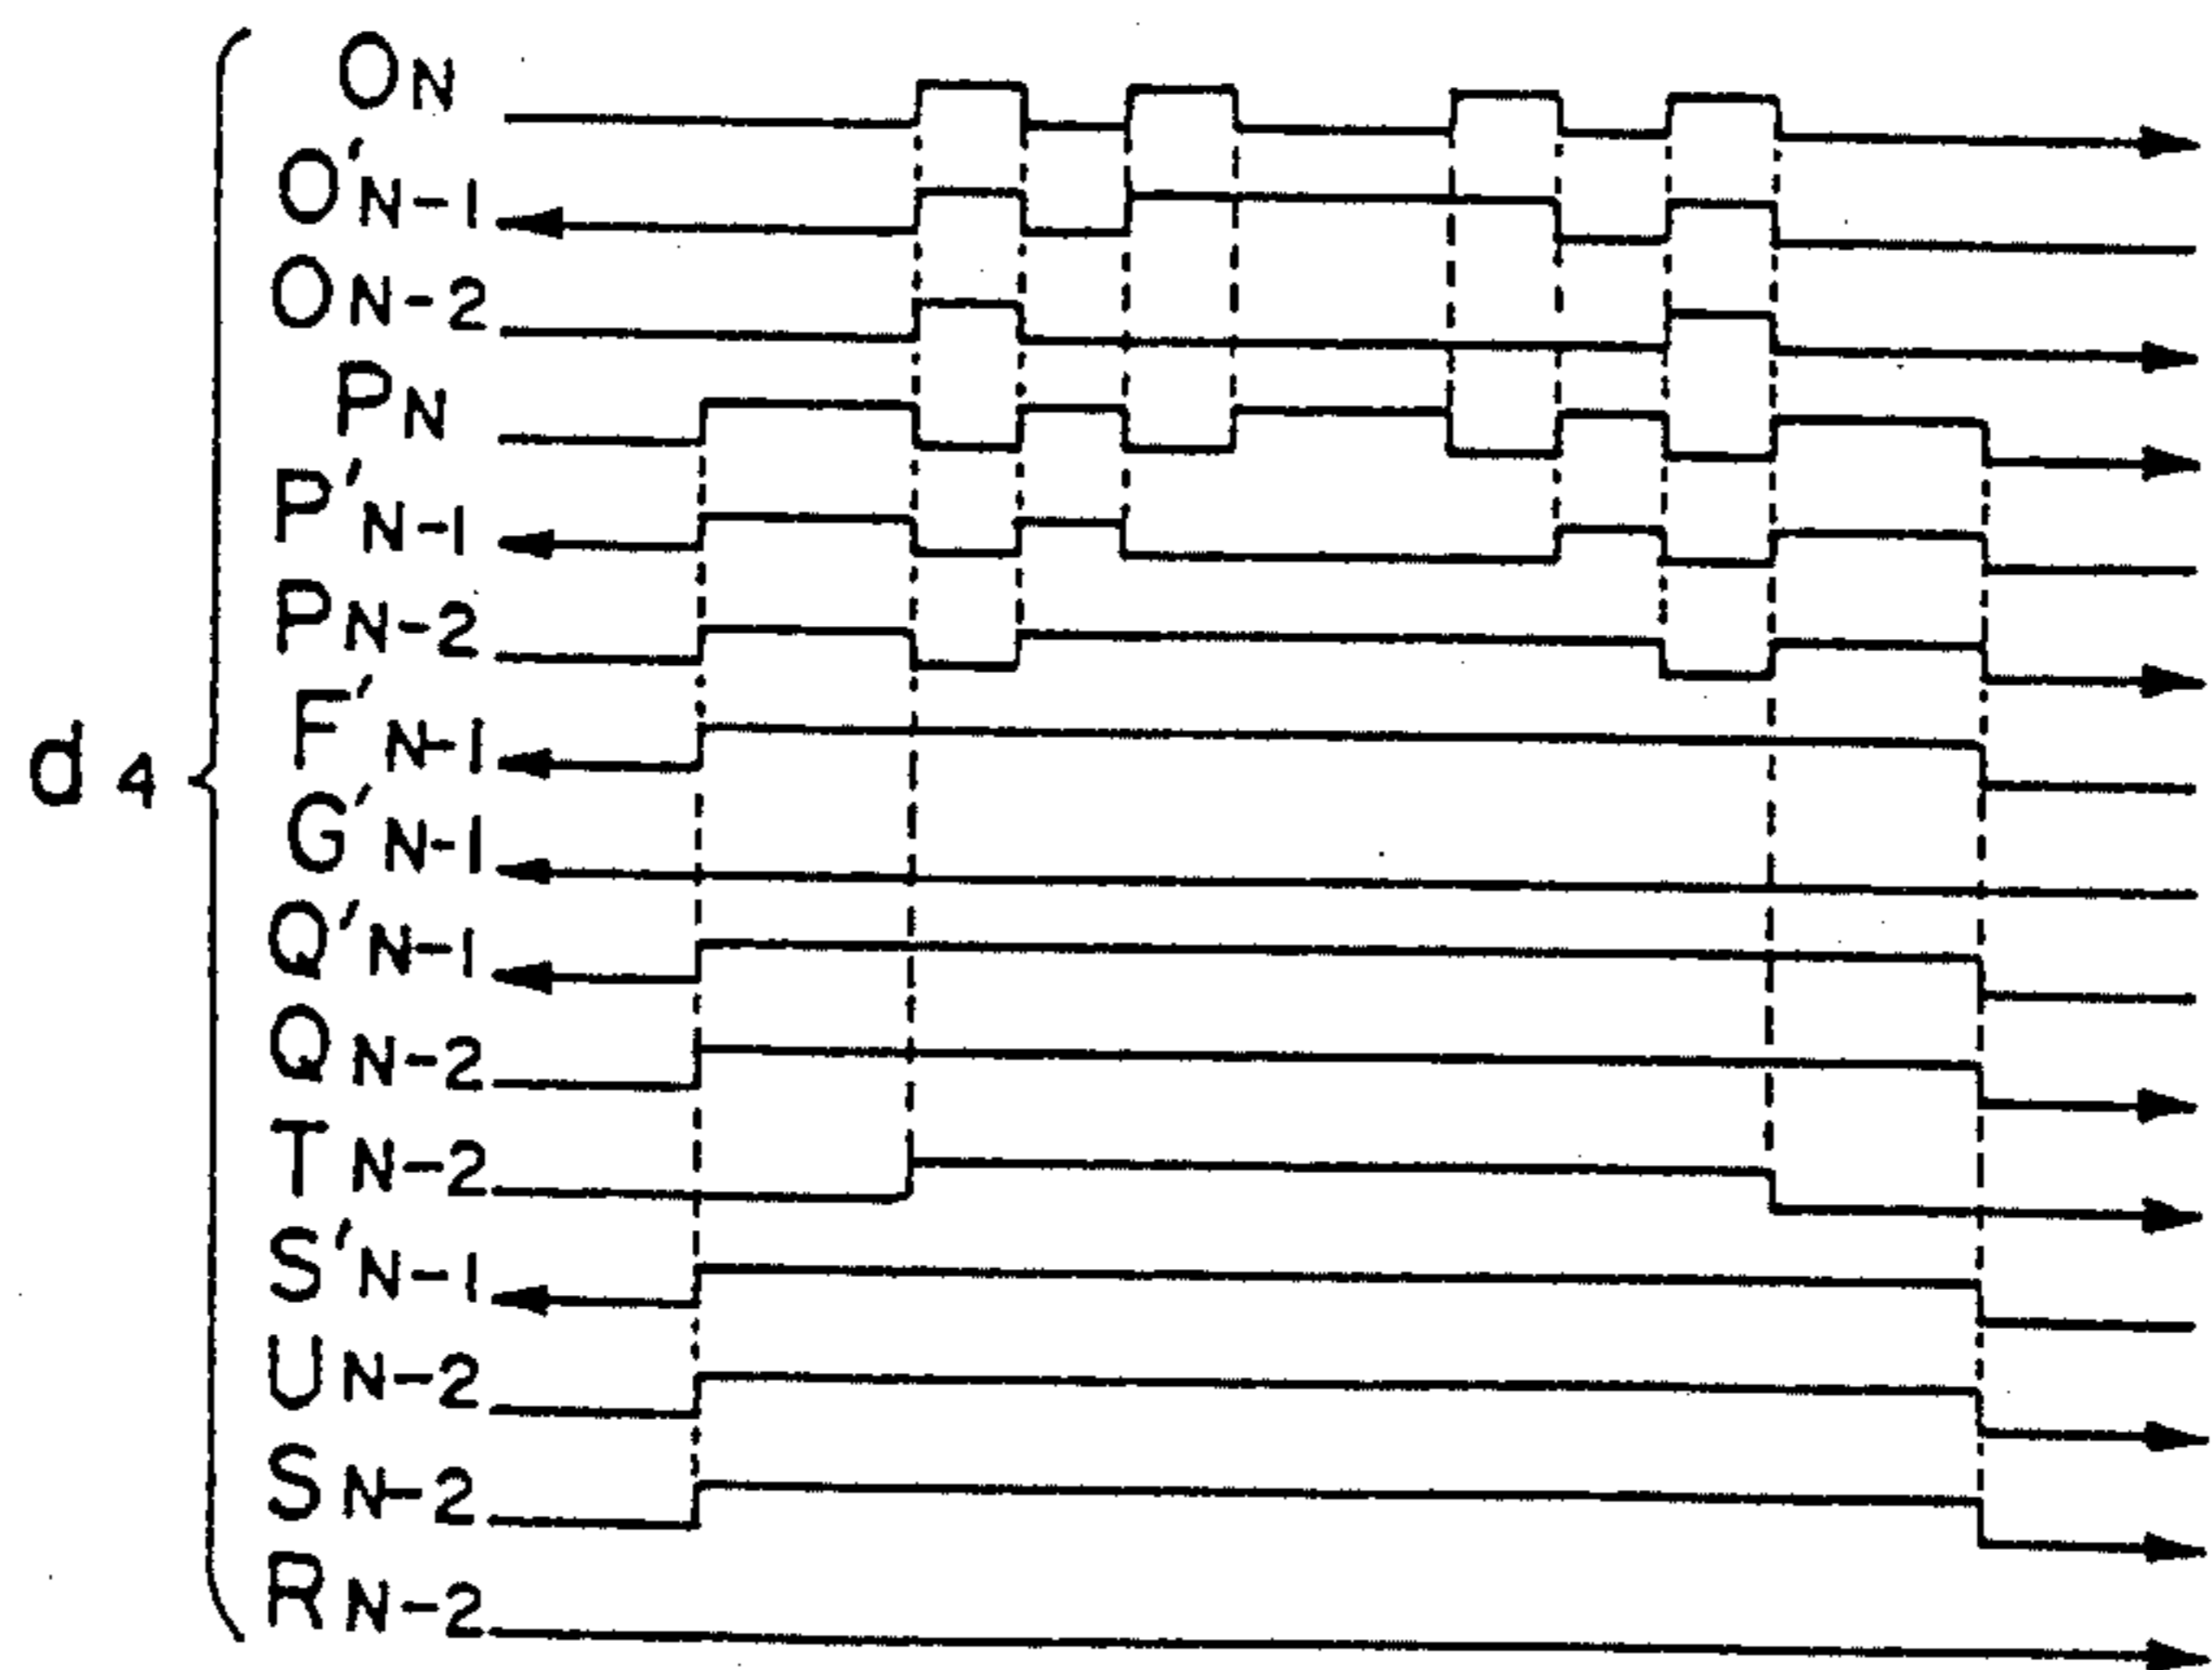 ON
O'N-1
ON-2
PN
P'N-1
PN-2
F'N-1
d4
G'N-1
Q'N-1
QN-2
TN-2
S'N-1
UN-2
SN-2
RN-2